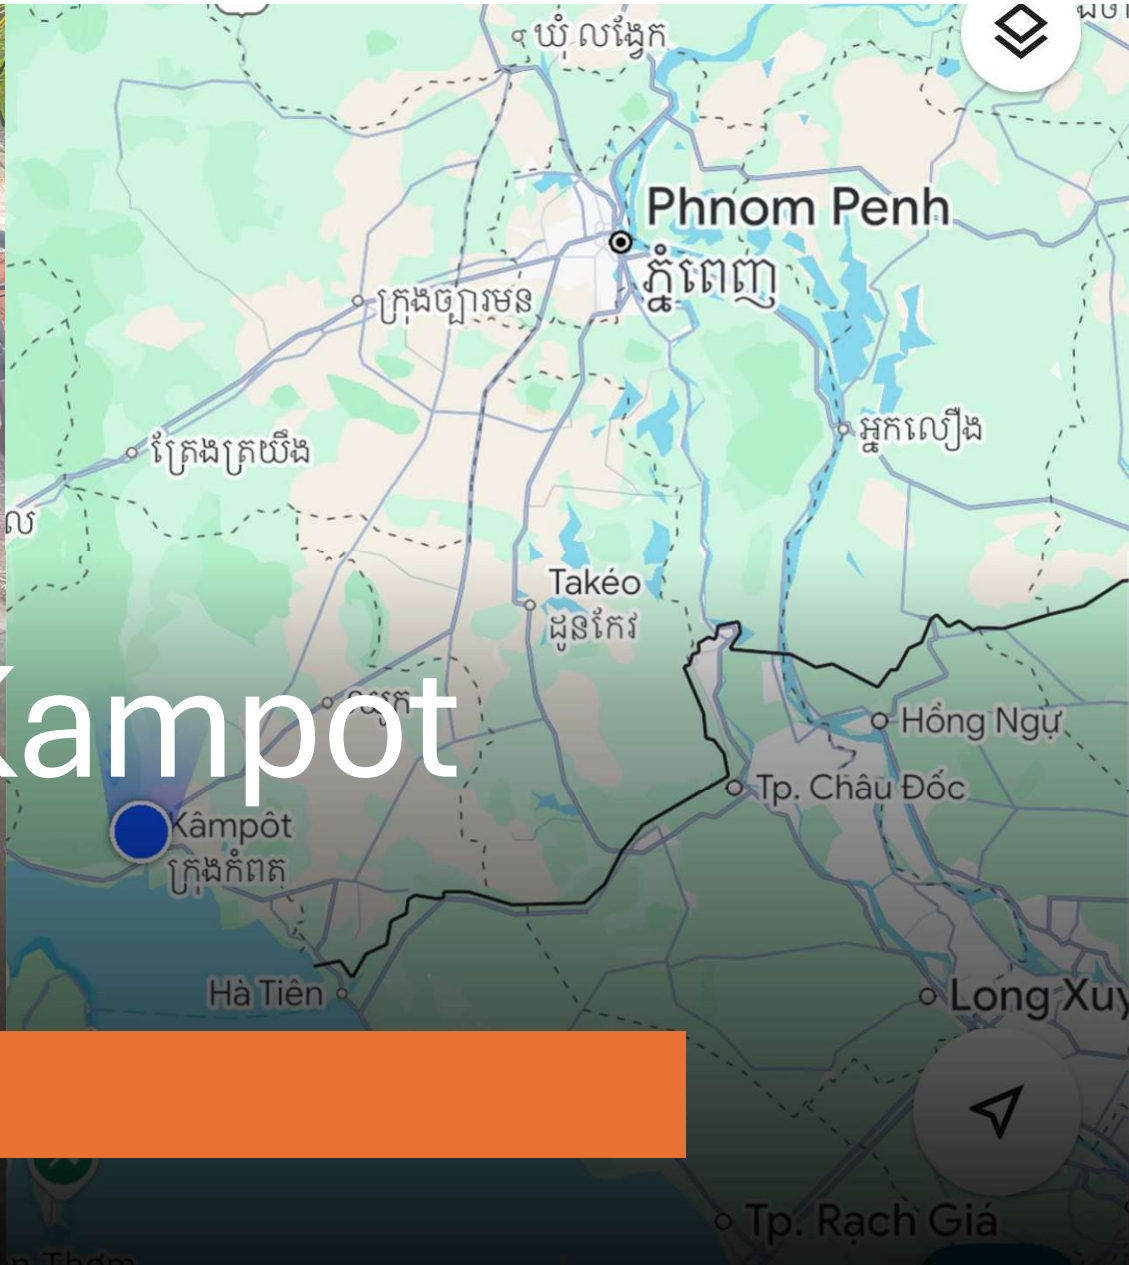 ឃុំ លង្វែក
Phnom Penh
ភ្នំពេញ
ក្រុងច្បារមន
អ្នកលឿង
ត្រែងត្រយឹង
ល
Takéo
ដូនកែវ
Kampot
Hồng Ngự
Tp. Châu Đốc
Kâmpôt
ក្រុងកំពត
Hà Tiên
Long Xuy
Tp. Rạch Giá